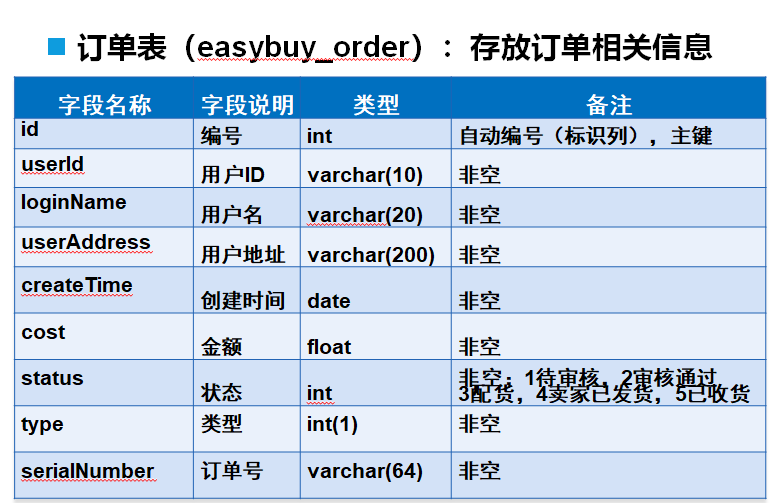 订单表（easybuy_order）：存放订单相关信息
字段名称 字段说明 类型 备注
id 编号 int 自动编号（标识列），主键
userId 用户ID varchar(10) 非空
loginName 用户名 varchar(20) 非空
userAddress 用户地址 varchar(200) 非空
createTime 创建时间 date 非空
cost 金额 float 非空
status 状态 int 非空；1待审核，2审核通过
3配货，4卖家已发货，5已收货
type 类型 int(1) 非空
serialNumber 订单号 varchar(64) 非空